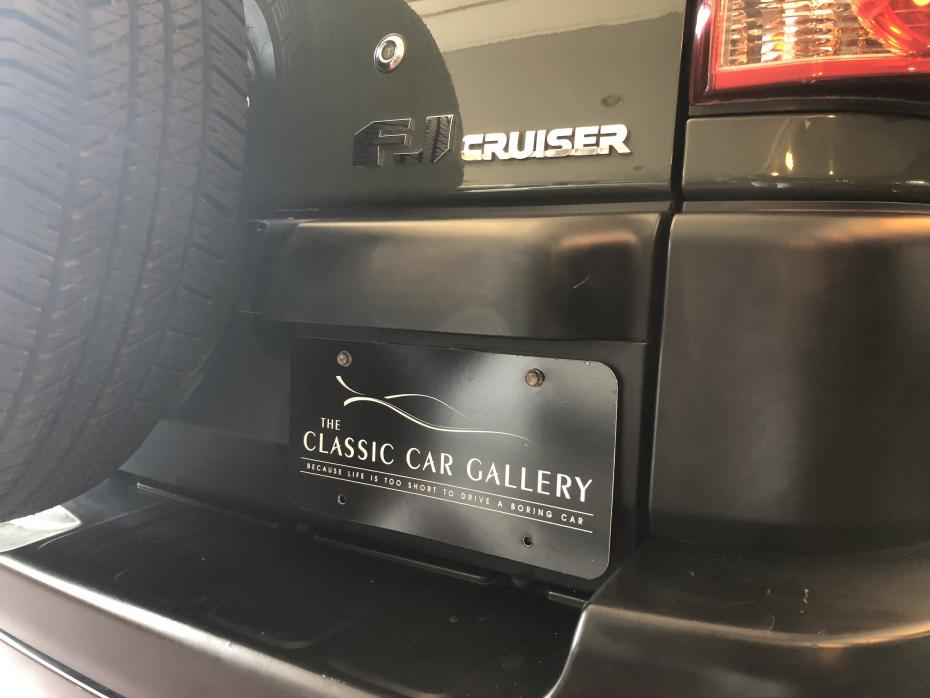 FJ CRUISER
THE
CLASSIC CAR GALLERY
BECAUSE LIFE IS TOO SHORT TO DRIVE A BORING CAR